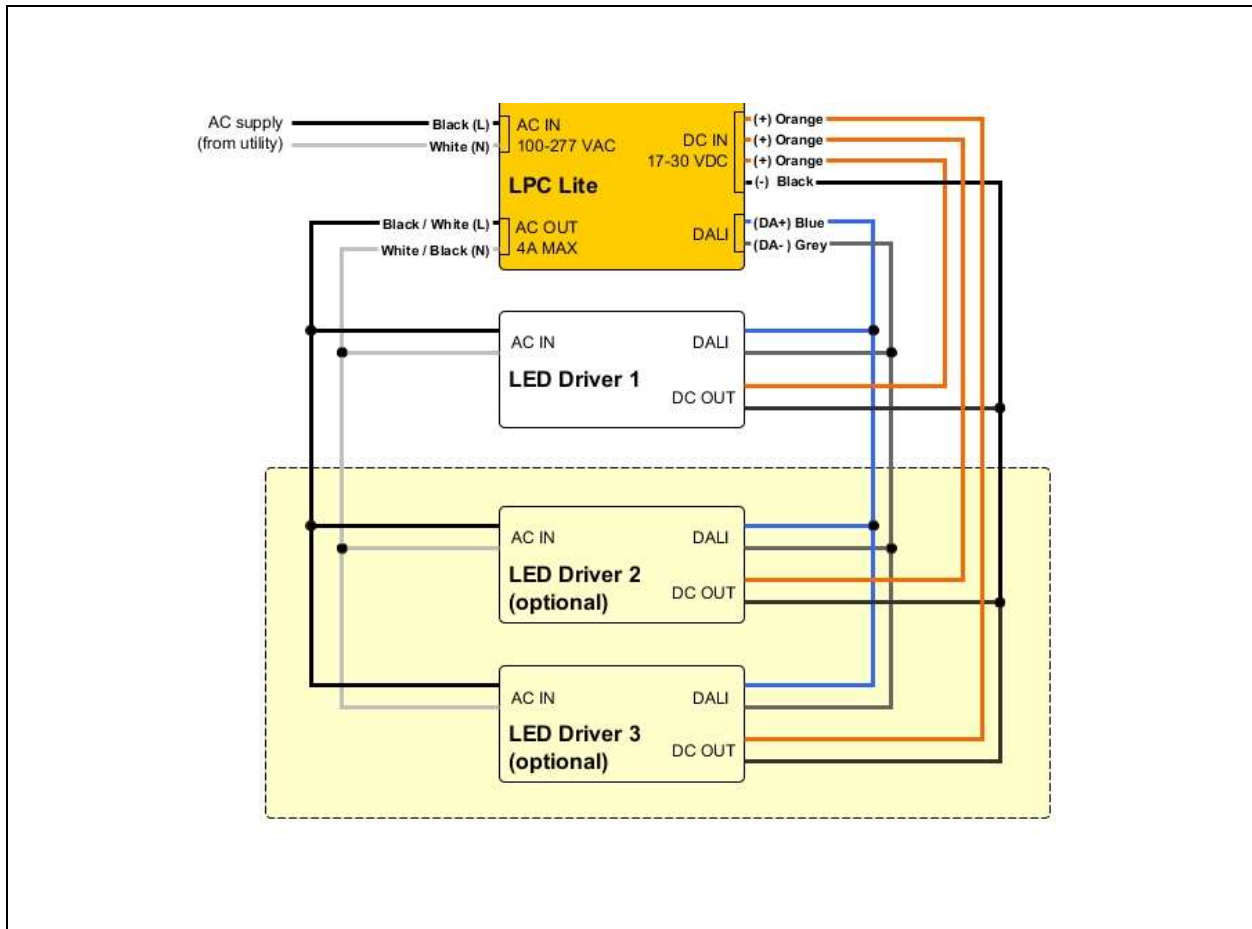 AC supply
(from utility)
Black (L)
White (N)
AC IN
100-277 VAC
LPC Lite
DC IN
17-30 VDC
(+) Orange
(+) Orange
(+) Orange
(-) Black
Black / White (L)
White / Black (N)
AC OUT
4A MAX
DALI
(DA+) Blue
(DA- ) Grey
AC IN
DALI
LED Driver 1
DC OUT
AC IN
DALI
LED Driver 2
(optional)
DC OUT
AC IN
DALI
LED Driver 3
(optional)
DC OUT